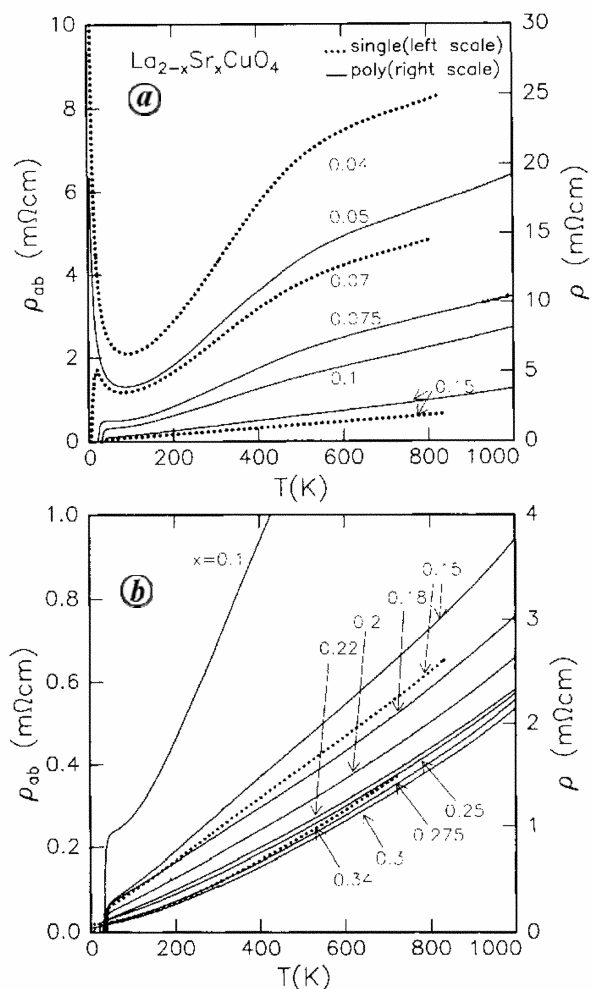 10
8
6
4
2
0
ρab (mΩcm)
La2−xSrxCuO4
a
single(left scale)
poly(right scale)
0.04
0.05
0.07
0.075
0.1
0.15
30
25
20
15
10
5
0
ρ (mΩcm)
0 200 400 600 800 1000
T(K)
1.0
0.8
0.6
0.4
0.2
0.0
ρab (mΩcm)
x=0.1
b
0.15
0.18
0.2
0.22
0.25
0.275
0.3
0.34
4
3
2
1
0
ρ (mΩcm)
0 200 400 600 800 1000
T(K)